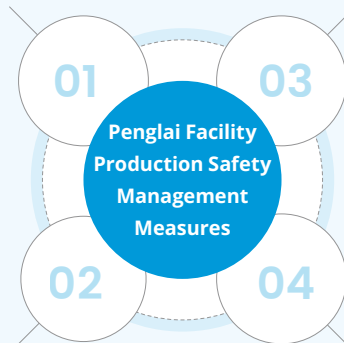 01
03
Penglai Facility
Production Safety
Management
Measures
02
04